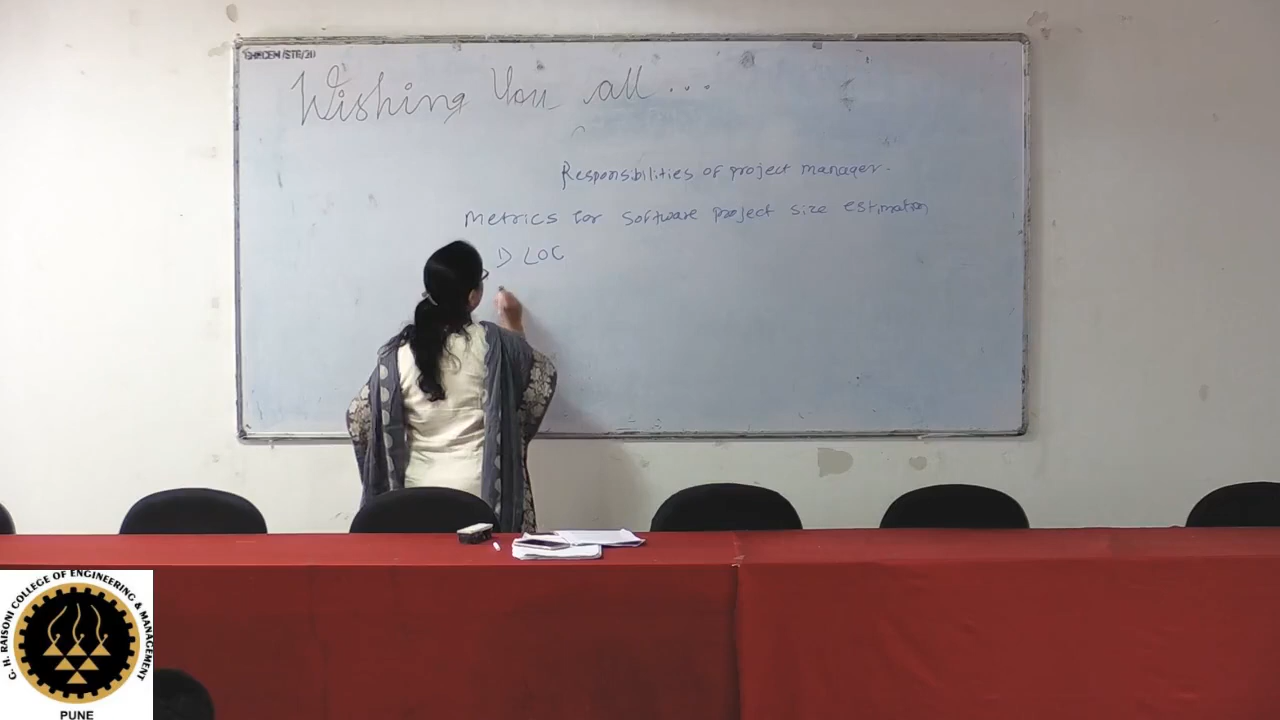 GHRCEM/STE/20
Wishing You all...
Responsibilities of project manager.
Metrics for software project size estimation
1) LOC
G. H. RAISONI COLLEGE OF ENGINEERING & MANAGEMENT
PUNE